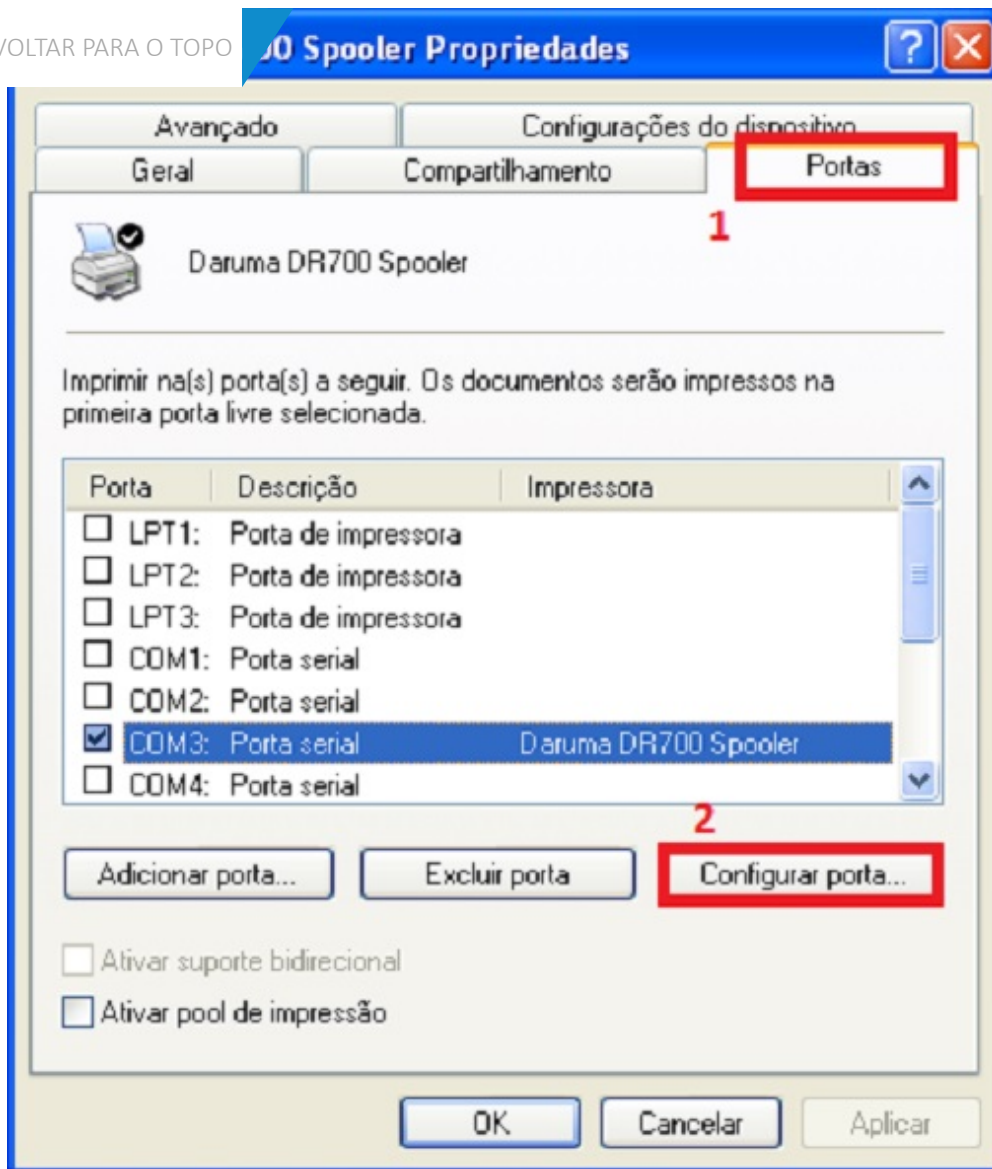 VOLTAR PARA O TOPO
00 Spooler Propriedades
Avançado Configurações do dispositivo
Geral Compartilhamento Portas
1
Daruma DR700 Spooler
Imprimir na(s) porta(s) a seguir. Os documentos serão impressos na
primeira porta livre selecionada.
Porta Descrição Impressora
LPT1: Porta de impressora
LPT2: Porta de impressora
LPT3: Porta de impressora
COM1: Porta serial
COM2: Porta serial
COM3: Porta serial Daruma DR700 Spooler
COM4: Porta serial
2
Adicionar porta... Excluir porta Configurar porta...
Ativar suporte bidirecional
Ativar pool de impressão
OK Cancelar Aplicar